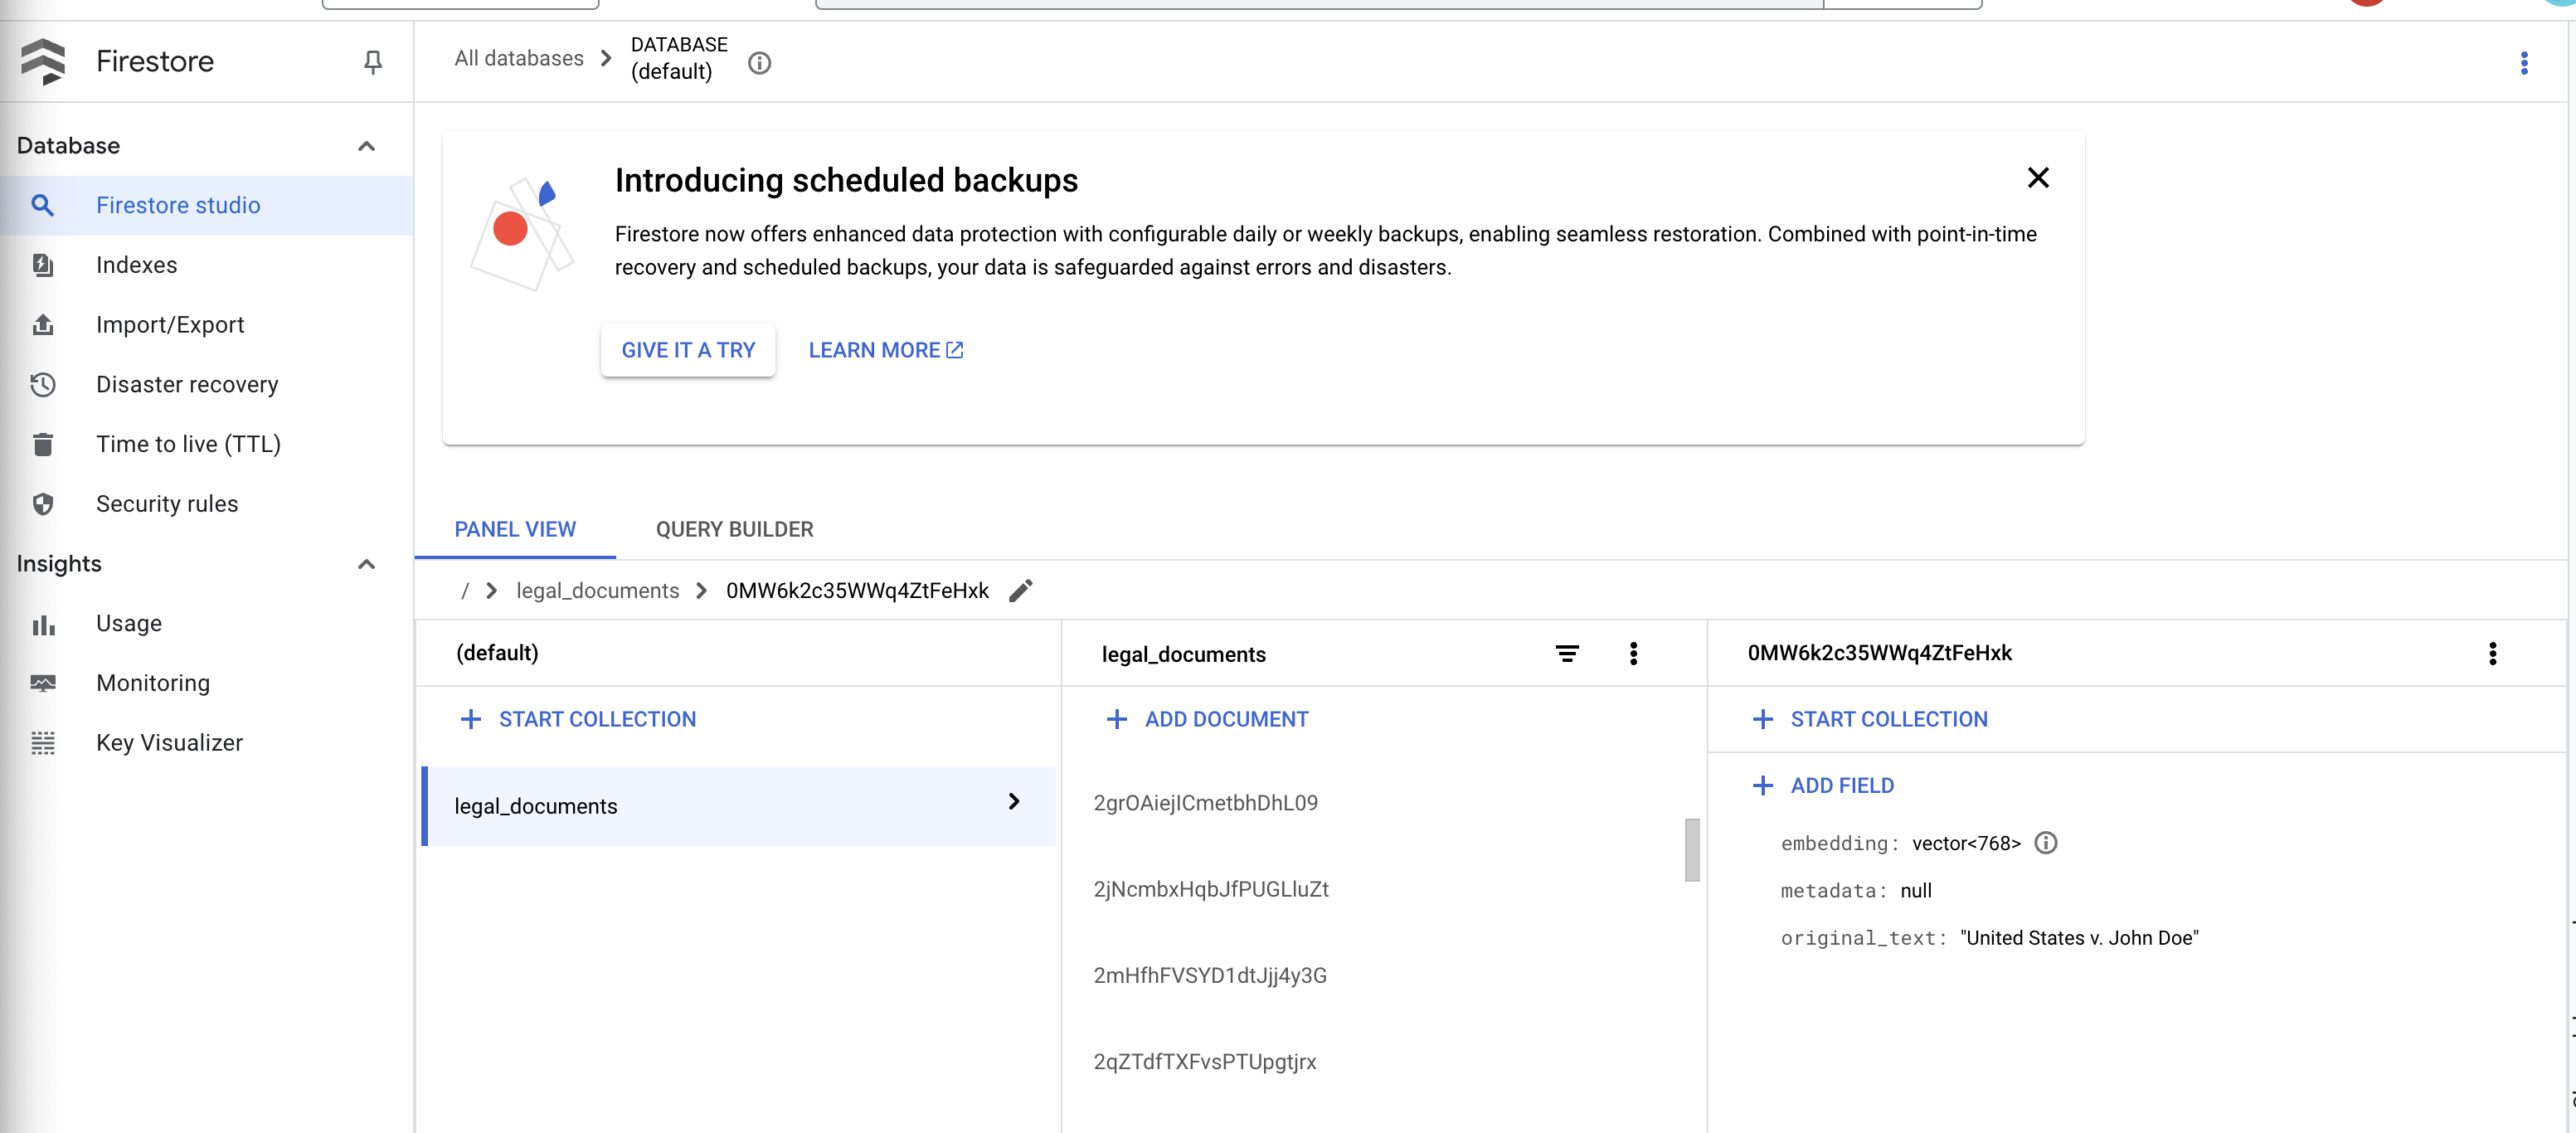 Firestore
All databases
DATABASE
(default)
Database
Firestore studio
Indexes
Import/Export
Disaster recovery
Time to live (TTL)
Security rules
Insights
Usage
Monitoring
Key Visualizer
Introducing scheduled backups
Firestore now offers enhanced data protection with configurable daily or weekly backups, enabling seamless restoration. Combined with point-in-time
recovery and scheduled backups, your data is safeguarded against errors and disasters.
GIVE IT A TRY
LEARN MORE
PANEL VIEW
QUERY BUILDER
/ legal_documents 0MW6k2c35WWq4ZtFeHxk
(default)
START COLLECTION
legal_documents
legal_documents
ADD DOCUMENT
2grOAiejICmetbhDhL09
2jNcmbxHqbJfPUGLluZt
2mHfhFVSYD1dtJjj4y3G
2qZTdfTXFvsPTUpgtjrx
0MW6k2c35WWq4ZtFeHxk
START COLLECTION
ADD FIELD
embedding: vector<768>
metadata: null
original_text: "United States v. John Doe"